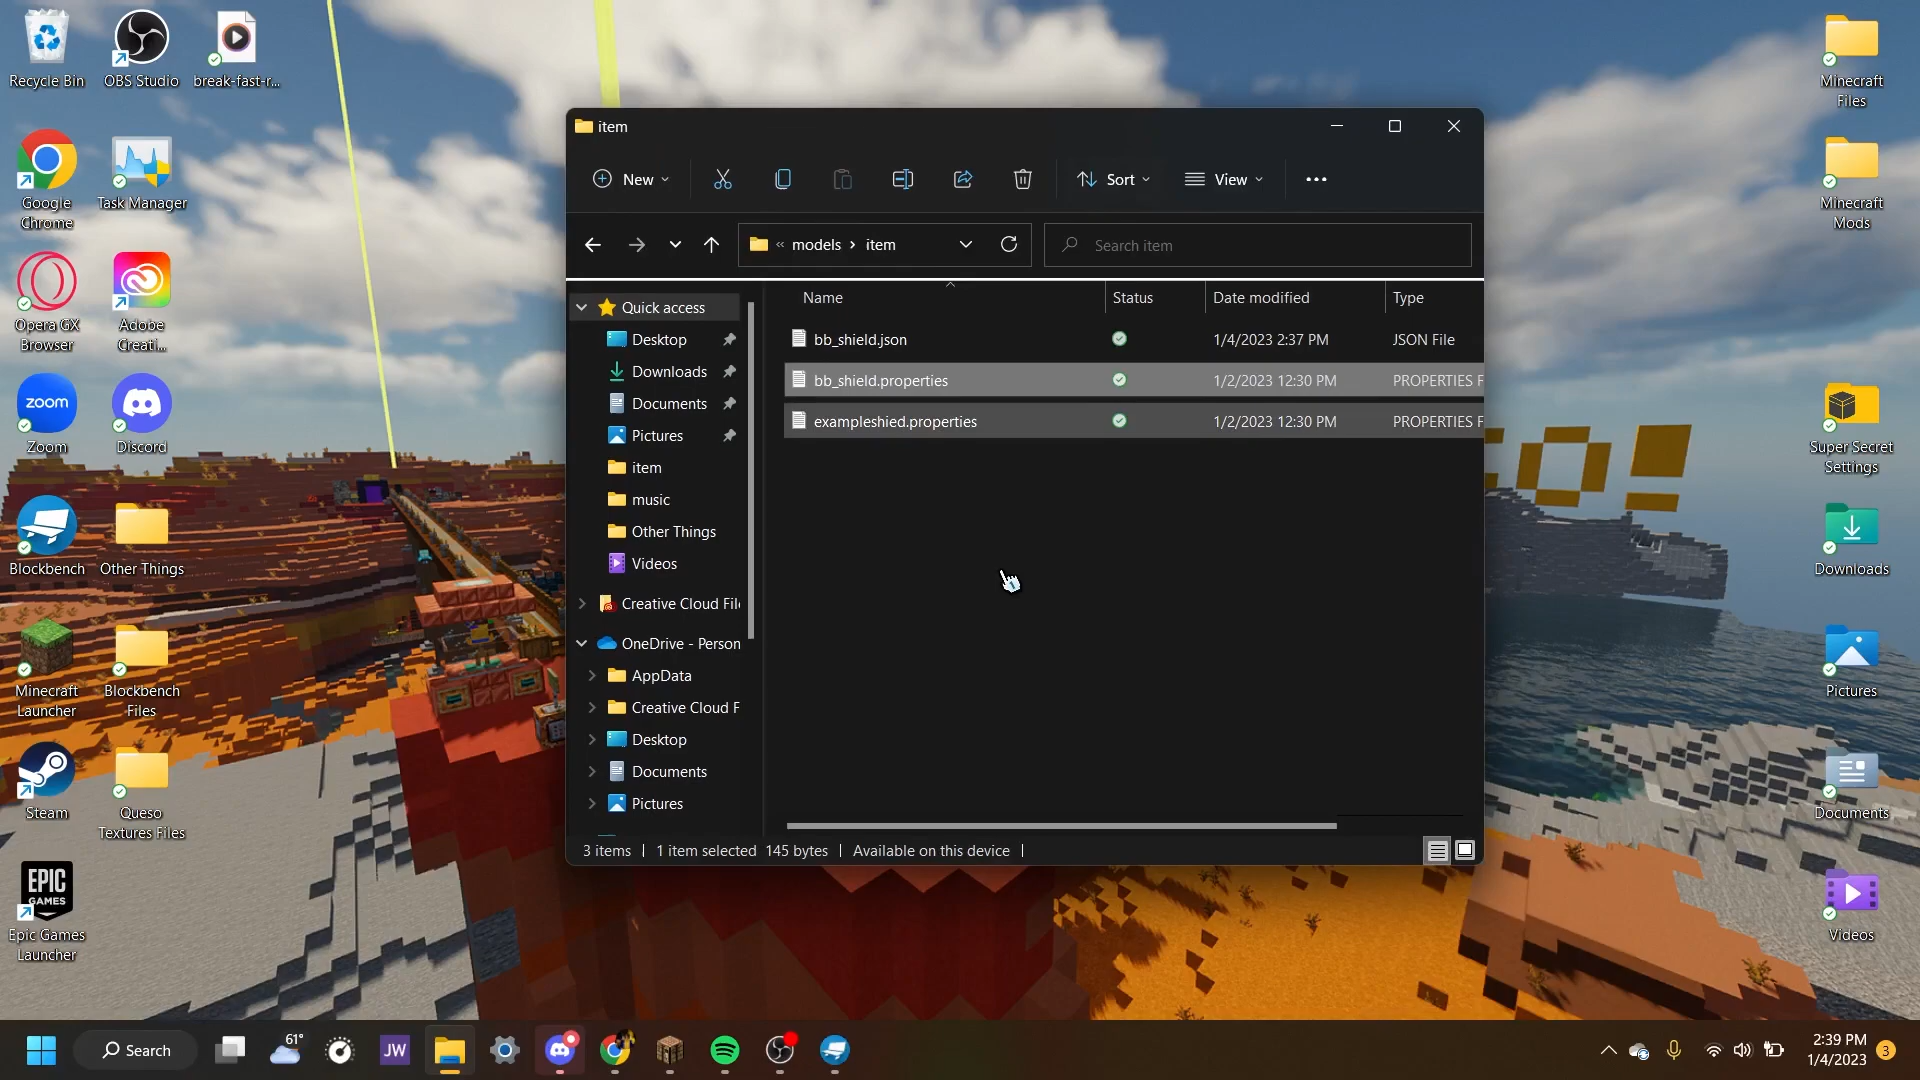 Recycle Bin
OBS Studio
break-fast-r...
Google
Chrome
Task Manager
Opera GX
Browser
Adobe
Creati...
zoom
Zoom
Discord
Blockbench
Other Things
Minecraft
Launcher
Blockbench
Files
Steam
Queso
Textures Files
EPIC
GAMES
Epic Games
Launcher
item
New
Sort
View
« models > item
Search item
Name
Status
Date modified
Type
bb_shield.json
1/4/2023 2:37 PM
JSON File
bb_shield.properties
1/2/2023 12:30 PM
PROPERTIES F
exampleshied.properties
1/2/2023 12:30 PM
PROPERTIES F
Quick access
Desktop
Downloads
Documents
Pictures
item
music
Other Things
Videos
Creative Cloud File
OneDrive - Person
AppData
Creative Cloud F
Desktop
Documents
Pictures
3 items
1 item selected 145 bytes
Available on this device
Minecraft
Files
Minecraft
Mods
Super Secret
Settings
Downloads
Pictures
Documents
Videos
Search
61°
JW
2:39 PM
1/4/2023
3